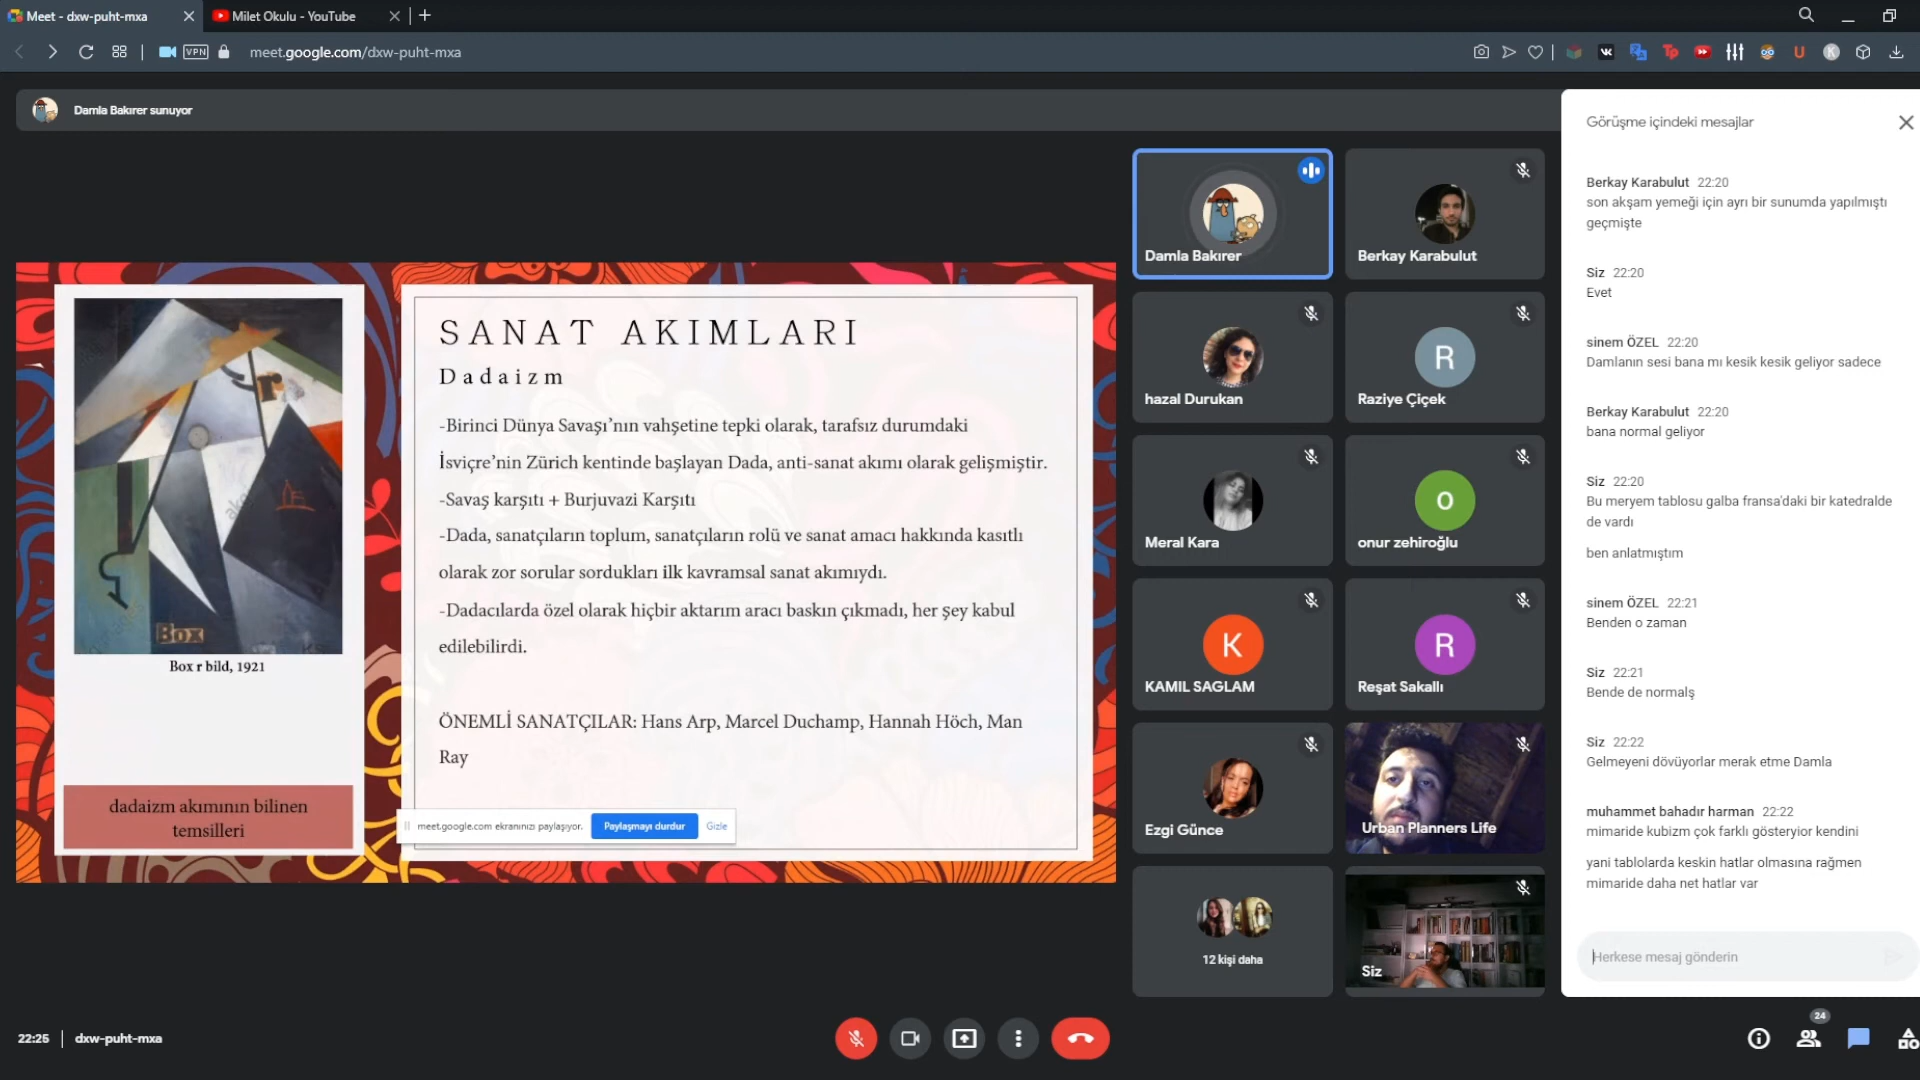 Meet - dxw-puht-mxa
Milet Okulu - YouTube
VPN
meet.google.com/dxw-puht-mxa
Damla Bakırer sunuyor
SANAT AKIMLARI
Dadaizm
-Birinci Dünya Savaşı'nın vahşetine tepki olarak, tarafsız durumdaki
İsviçre'nin Zürich kentinde başlayan Dada, anti-sanat akımı olarak gelişmiştir.
-Savaş karşıtı + Burjuvazi Karşıtı
-Dada, sanatçıların toplum, sanatçıların rolü ve sanat amacı hakkında kasıtlı
olarak zor sorular sordukları ilk kavramsal sanat akımıydı.
-Dadacılarda özel olarak hiçbir aktarım aracı baskın çıkmadı, her şey kabul
edilebilirdi.
ÖNEMLİ SANATÇILAR: Hans Arp, Marcel Duchamp, Hannah Höch, Man
Ray
Box
Box r bild, 1921
dadaizm akımının bilinen
temsilleri
meet.google.com ekranınızı paylaşıyor.
Paylaşmayı durdur
Gizle
Damla Bakırer
Berkay Karabulut
hazal Durukan
R
Raziye Çiçek
Meral Kara
o
onur zehiroğlu
K
KAMIL SAGLAM
R
Reşat Sakallı
Ezgi Günce
Urban Planners Life
12 kişi daha
Siz
Görüşme içindeki mesajlar
Berkay Karabulut 22:20
son akşam yemeği için ayrı bir sunumda yapılmıştı
geçmişte
Siz 22:20
Evet
sinem ÖZEL 22:20
Damlanın sesi bana mı kesik kesik geliyor sadece
Berkay Karabulut 22:20
bana normal geliyor
Siz 22:20
Bu meryem tablosu galba fransa'daki bir katedralde
de vardı
ben anlatmıştım
sinem ÖZEL 22:21
Benden o zaman
Siz 22:21
Bende de normalş
Siz 22:22
Gelmeyeni dövüyorlar merak etme Damla
muhammet bahadır harman 22:22
mimaride kubizm çok farklı gösteryior kendini
yani tablolarda keskin hatlar olmasına rağmen
mimaride daha net hatlar var
Herkese mesaj gönderin
22:25
dxw-puht-mxa
24